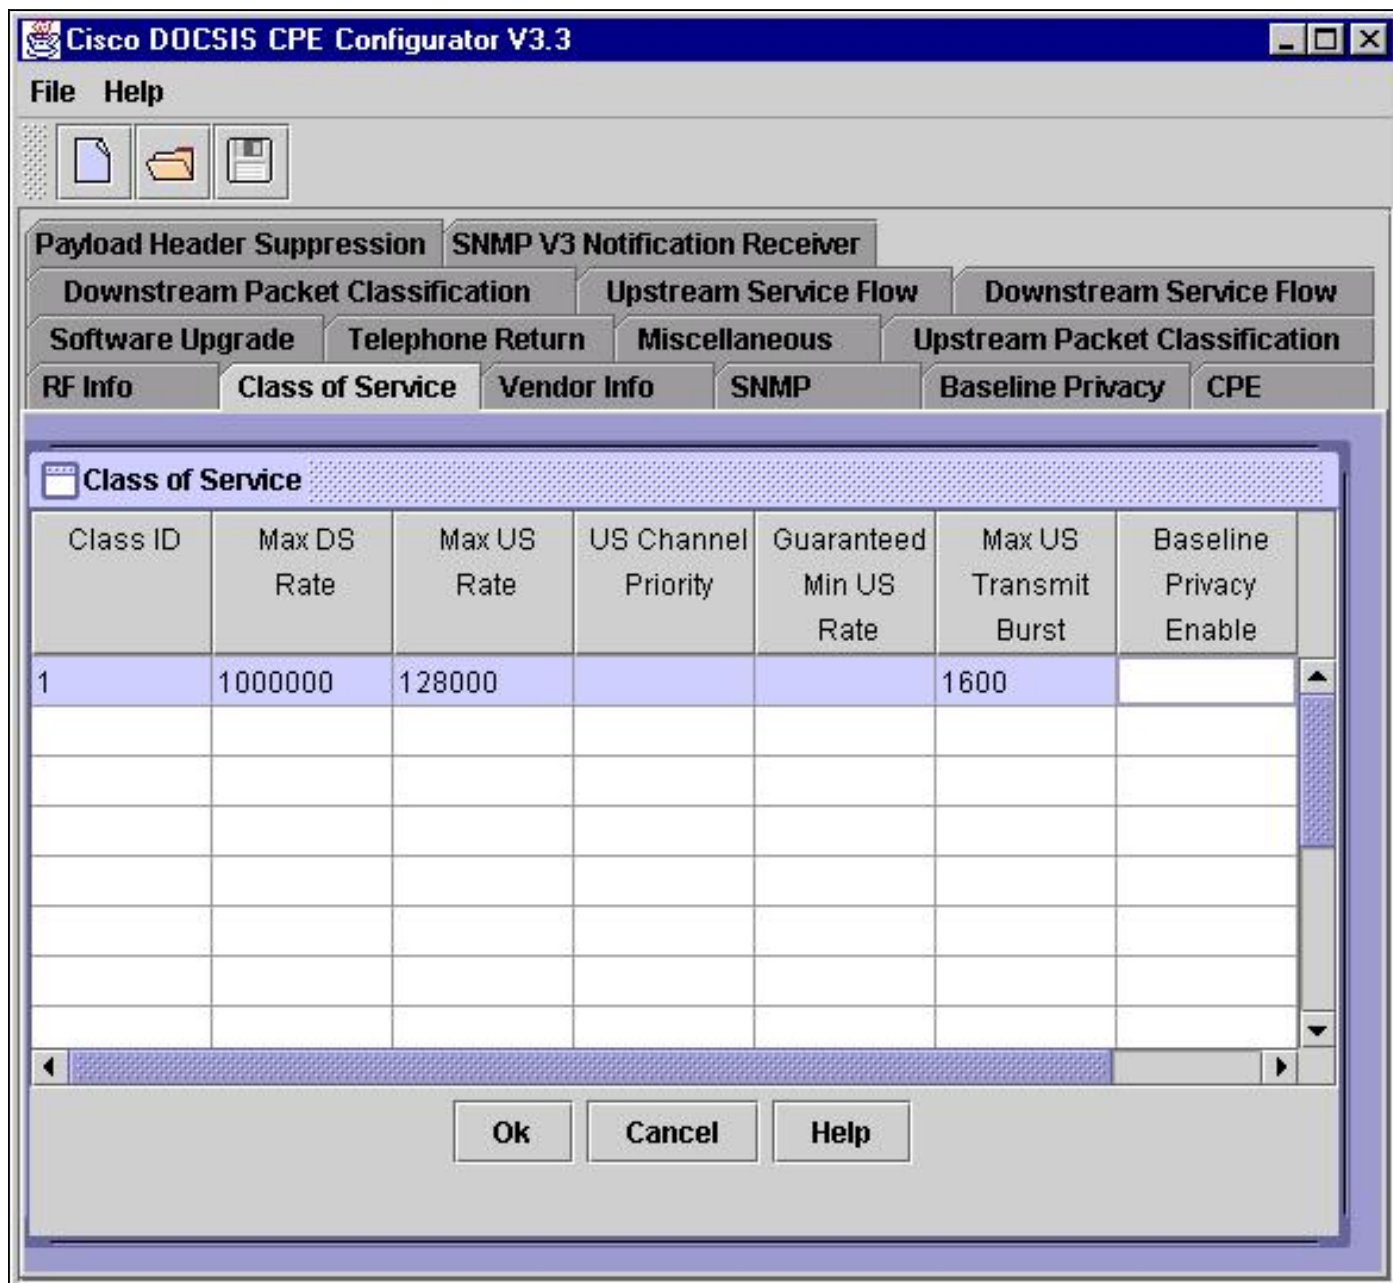 Cisco DOCSIS CPE Configurator V3.3
File Help
Payload Header Suppression SNMP V3 Notification Receiver
Downstream Packet Classification Upstream Service Flow Downstream Service Flow
Software Upgrade Telephone Return Miscellaneous Upstream Packet Classification
RF Info Class of Service Vendor Info SNMP Baseline Privacy CPE
Class of Service
Class ID Max DS Max US US Channel Guaranteed Max US Baseline
Rate Rate Priority Min US Transmit Privacy
Rate Burst Enable
1 1000000 128000 1600
Ok Cancel Help